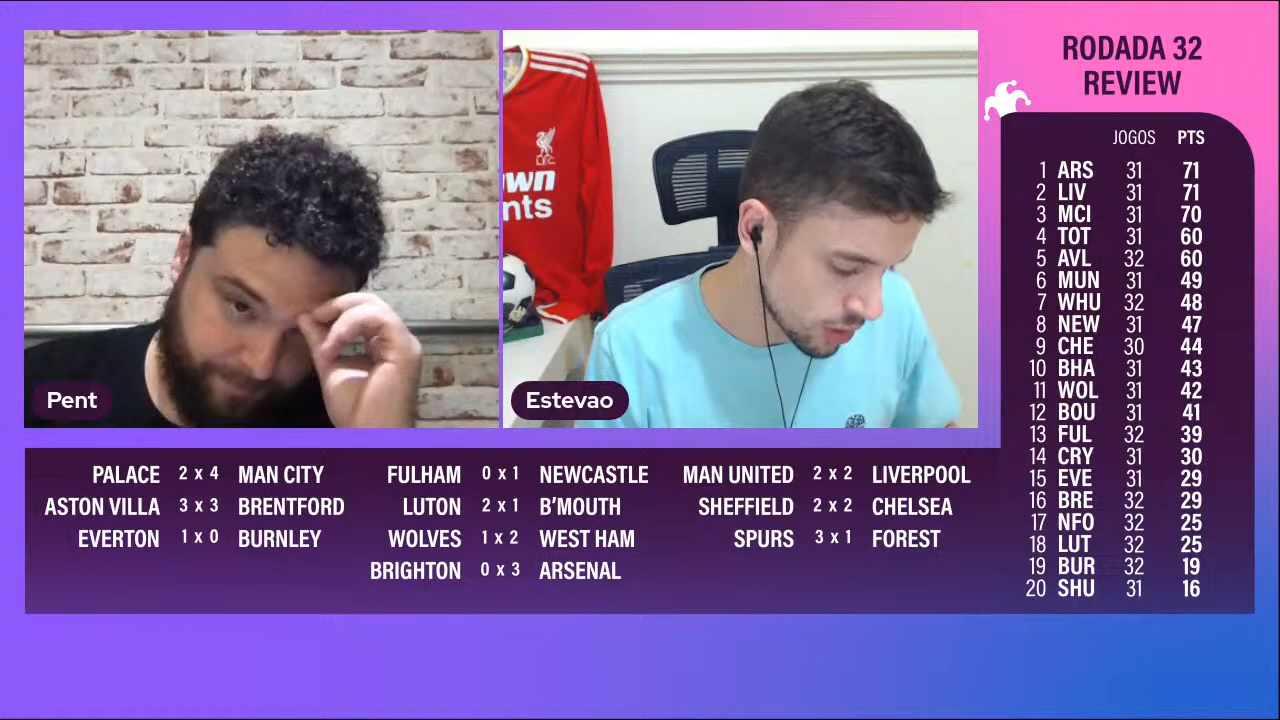 RODADA 32
REVIEW
L.F.C.
wn
nts
Pent
Estevao
JOGOS PTS
1 ARS 31 71
2 LIV 31 71
3 MCI 31 70
4 TOT 31 60
5 AVL 32 60
6 MUN 31 49
7 WHU 32 48
8 NEW 31 47
9 CHE 30 44
10 BHA 31 43
11 WOL 31 42
12 BOU 31 41
13 FUL 32 39
14 CRY 31 30
15 EVE 31 29
16 BRE 32 29
17 NFO 32 25
18 LUT 32 25
19 BUR 32 19
20 SHU 31 16
PALACE 2 x 4 MAN CITY
ASTON VILLA 3 x 3 BRENTFORD
EVERTON 1 x 0 BURNLEY
FULHAM 0 x 1 NEWCASTLE
LUTON 2 x 1 B'MOUTH
WOLVES 1 x 2 WEST HAM
BRIGHTON 0 x 3 ARSENAL
MAN UNITED 2 x 2 LIVERPOOL
SHEFFIELD 2 x 2 CHELSEA
SPURS 3 x 1 FOREST